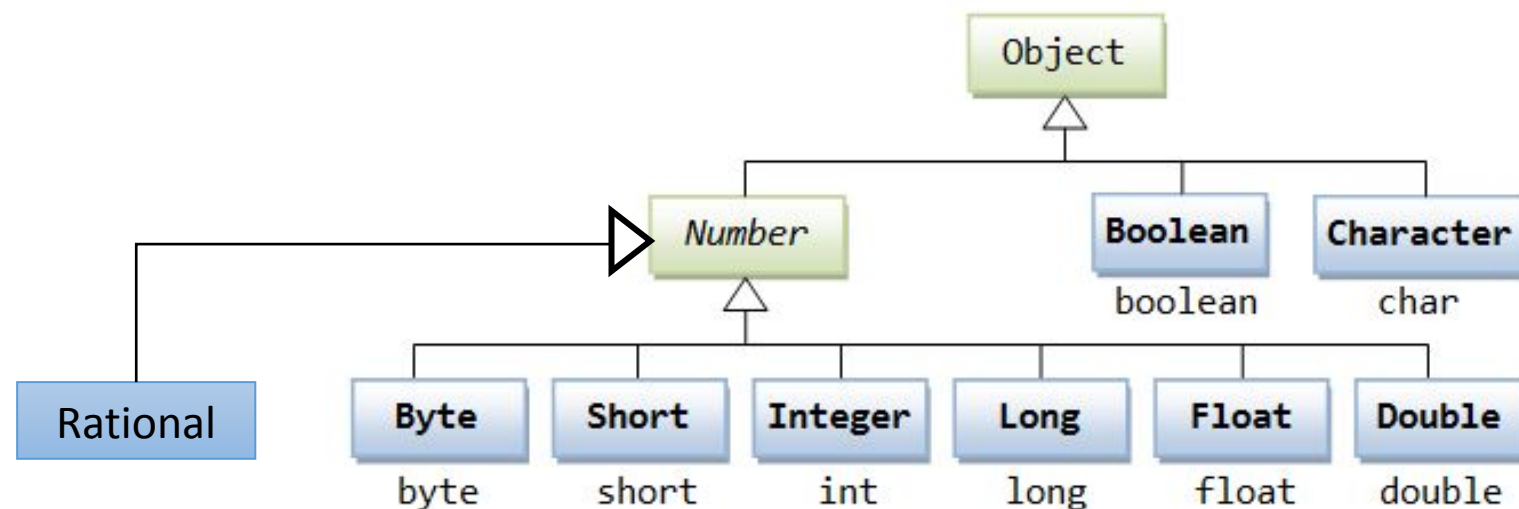 Object
Number
Boolean
Character
boolean
char
Rational
Byte
Short
Integer
Long
Float
Double
byte
short
int
long
float
double